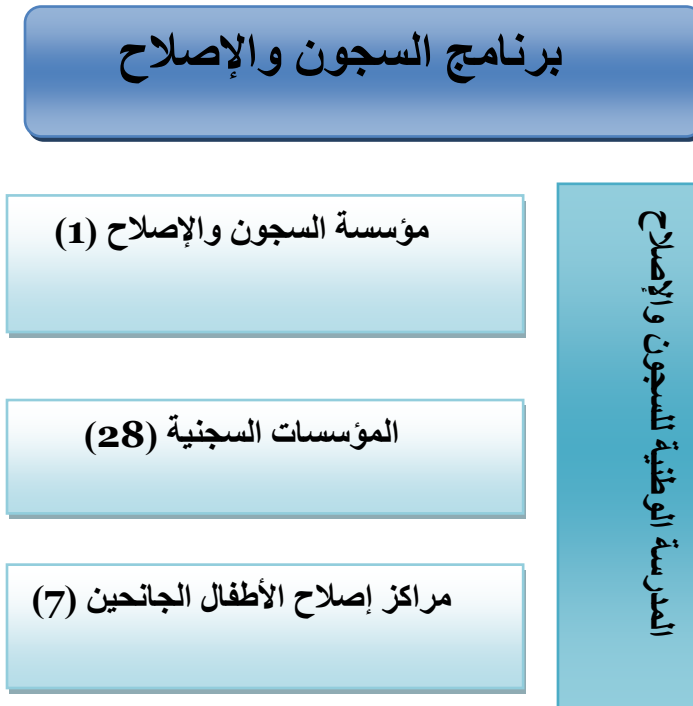 برنامج السجون والإصلاح
المدرسة الوطنية للسجون والإصلاح
مؤسسة السجون والإصلاح (1)
المؤسسات السجنية (28)
مراكز إصلاح الأطفال الجانحين (7)